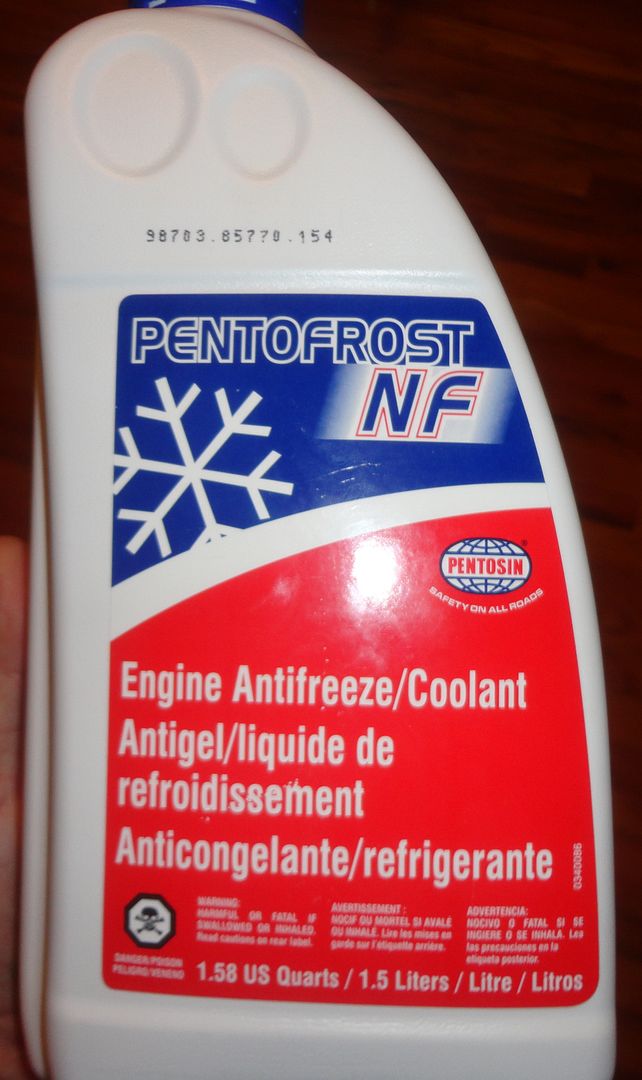 98703.85770.154
PENTOFROST
NF
PENTOSIN®
SAFETY ON ALL ROADS
Engine Antifreeze/Coolant
Antigel/liquide de
refroidissement
Anticongelante/refrigerante
0340086
WARNING:
HARMFUL OR FATAL IF
SWALLOWED OR INHALED.
Read cautions on rear label.
AVERTISSEMENT :
NOCIF OU MORTEL SI AVALÉ
OU INHALE. Lire les mises en
garde sur l'étiquette arrière.
ADVERTENCIA:
NOCIVO O FATAL SI SE
INGIERE O SE INHALA. Lea
las precauciones en la
etiqueta posterior.
DANGER/POISON
PELIGRO/VENENO
1.58 US Quarts / 1.5 Liters / Litre / Litros